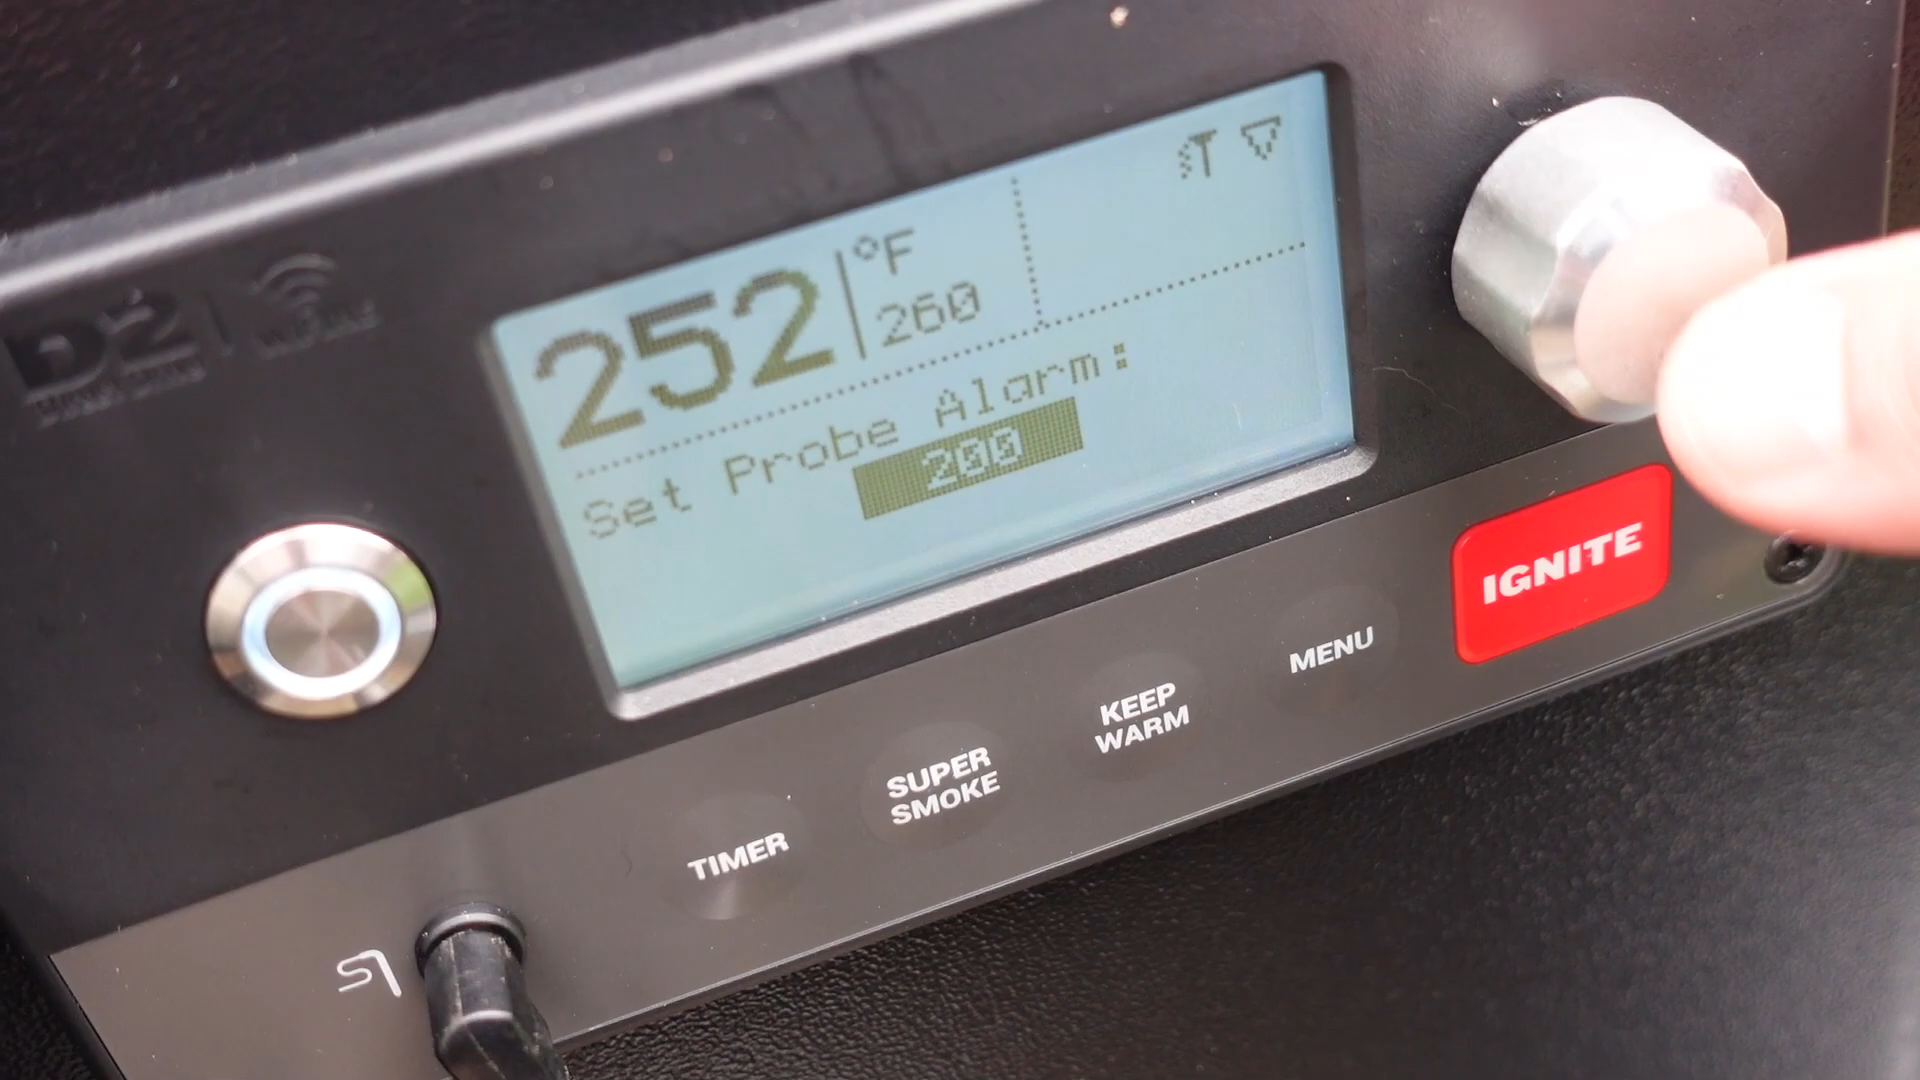 252 °F
260
Set Probe Alarm:
200
D2
TIMER
SUPER
SMOKE
KEEP
WARM
MENU
IGNITE